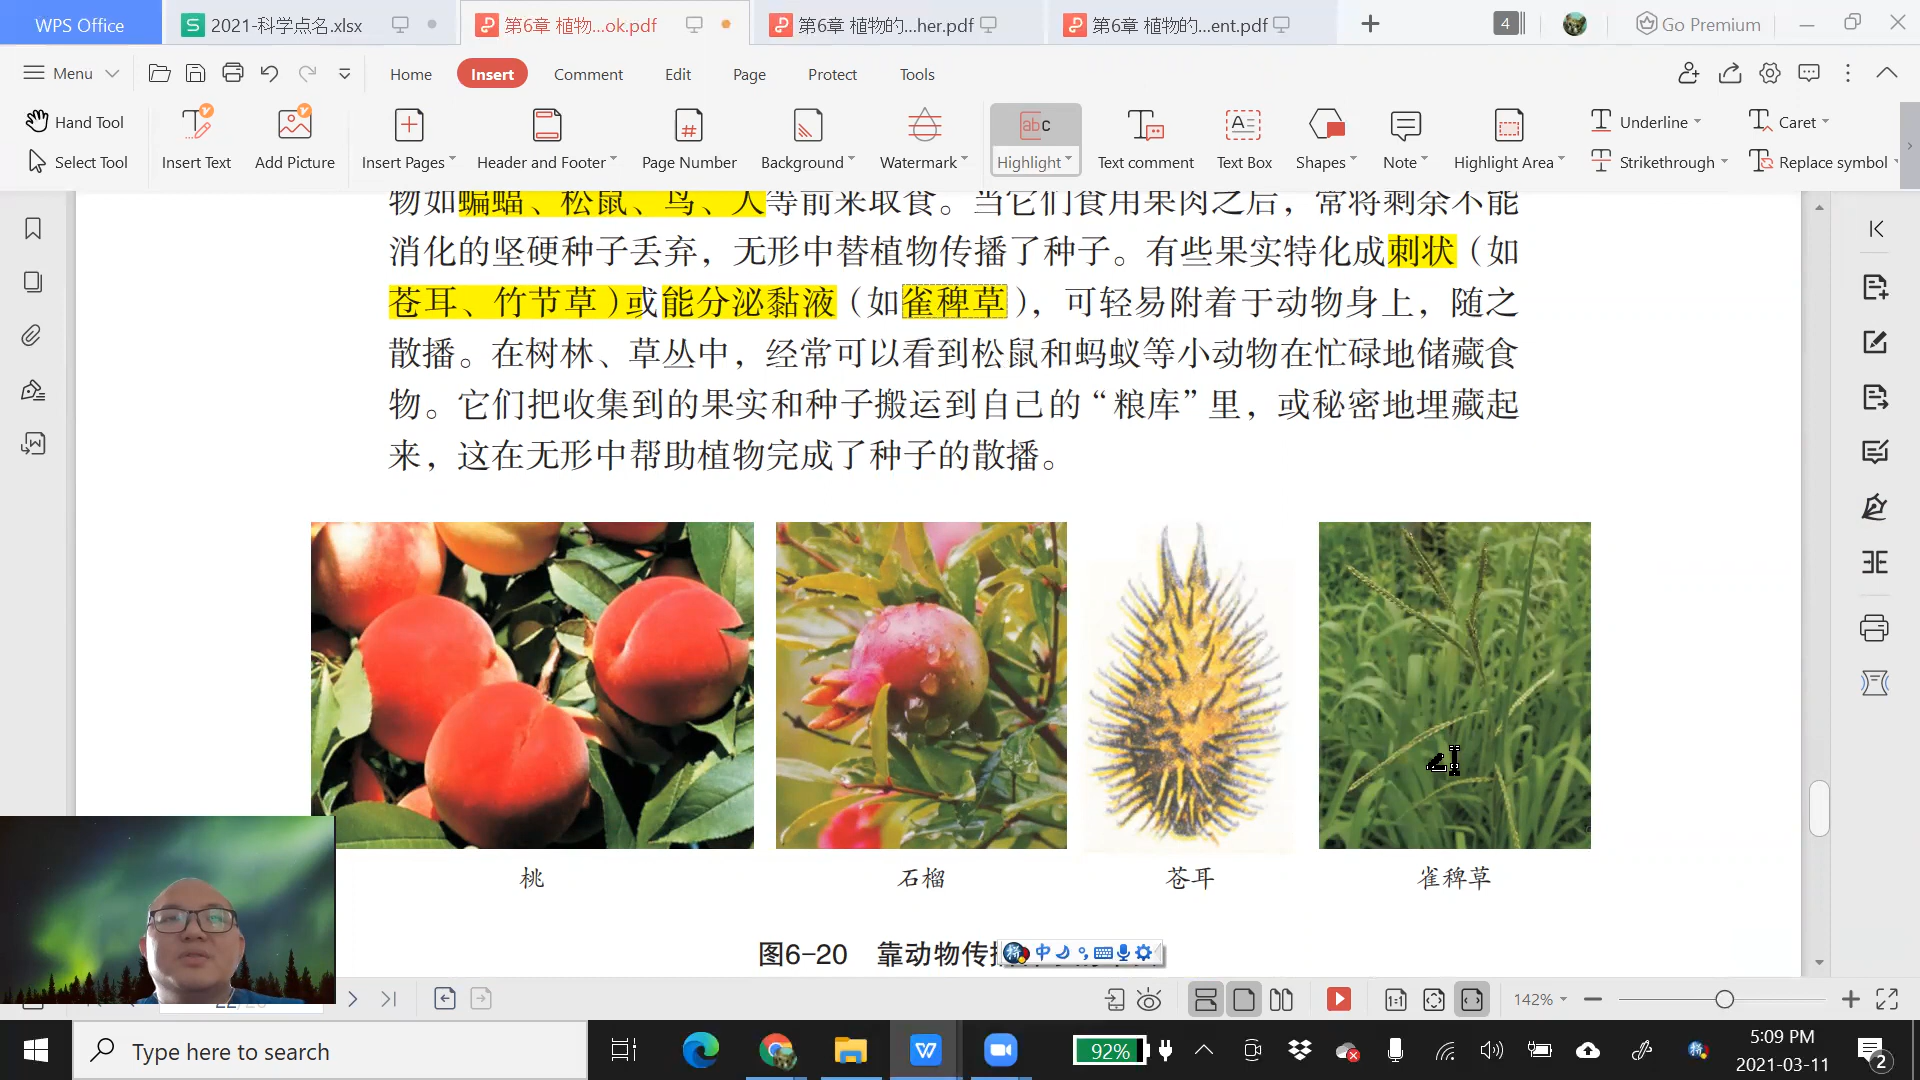 WPS Office
2021-科学点名.xlsx
第6章 植物...ok.pdf
第6章 植物的...her.pdf
第6章 植物的...ent.pdf
4
Go Premium
Menu
Home
Insert
Comment
Edit
Page
Protect
Tools
Hand Tool
Select Tool
Insert Text
Add Picture
Insert Pages
Header and Footer
Page Number
Background
Watermark
Highlight
Text comment
Text Box
Shapes
Note
Highlight Area
Underline
Strikethrough
Caret
Replace symbol
物如蝙蝠、松鼠、鸟、人等前来取食。当它们食用果肉之后，常将剩余不能
消化的坚硬种子丢弃，无形中替植物传播了种子。有些果实特化成刺状（如
苍耳、竹节草）或能分泌黏液（如雀稗草），可轻易附着于动物身上，随之
散播。在树林、草丛中，经常可以看到松鼠和蚂蚁等小动物在忙碌地储藏食
物。它们把收集到的果实和种子搬运到自己的“粮库”里，或秘密地埋藏起
来，这在无形中帮助植物完成了种子的散播。
桃
石榴
苍耳
雀稗草
图6-20 靠动物传
中
142%
Type here to search
92%
5:09 PM
2021-03-11
2